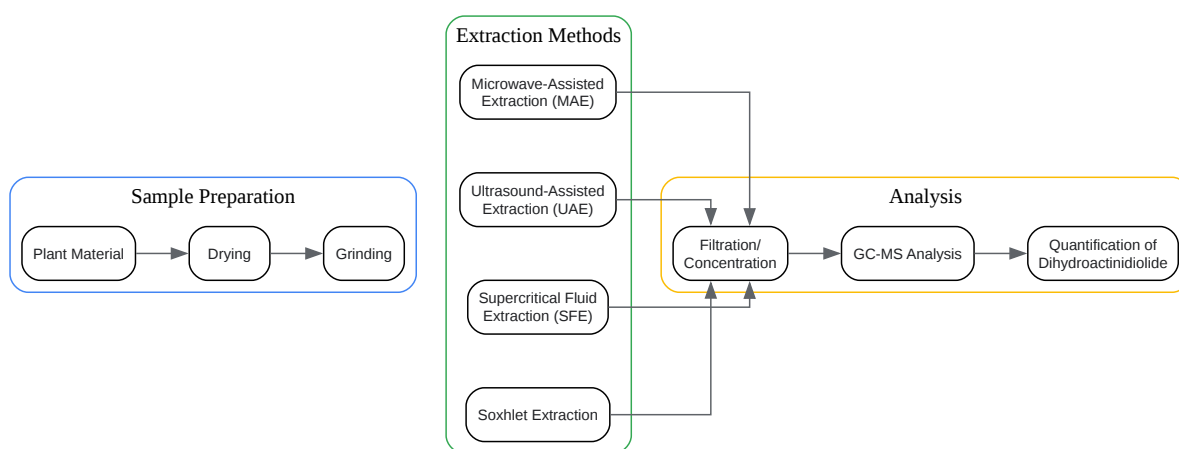 Sample Preparation
Plant Material
Drying
Grinding
Extraction Methods
Microwave-Assisted
Extraction (MAE)
Ultrasound-Assisted
Extraction (UAE)
Supercritical Fluid
Extraction (SFE)
Soxhlet Extraction
Analysis
Filtration/
Concentration
GC-MS Analysis
Quantification of
Dihydroactinidiolide